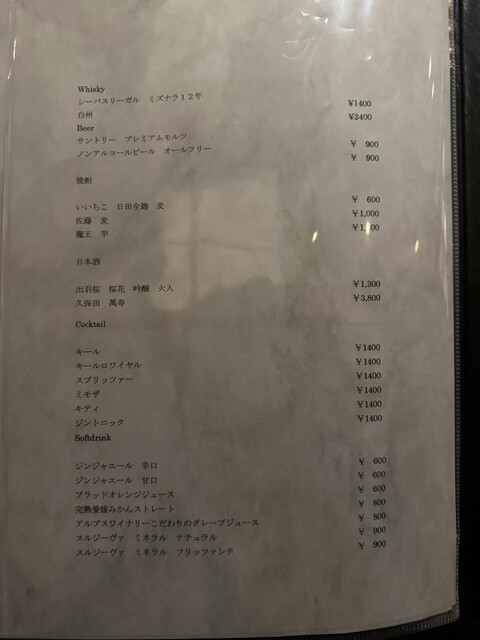 Whisky
シーバスリーガル　ミズナラ１２年 ¥1400
白州 ¥2400
Beer
サントリー　プレミアムモルツ ¥ 900
ノンアルコールビール　オールフリー ¥ 900
焼酎
いいちこ　日田全麹　麦 ¥ 600
佐藤　麦 ¥1,000
魔王　芋
日本酒
出羽桜　桜花　吟醸　火入 ¥1,300
久保田　萬寿 ¥3,800
Cocktail
キール ¥1400
キールロワイヤル ¥1400
スプリッツァー ¥1400
ミモザ ¥1400
キティ ¥1400
ジントニック ¥1400
Softdrink
ジンジャエール　辛口 ¥ 600
ジンジャエール　甘口 ¥ 600
ブラッドオレンジジュース ¥ 600
完熟愛媛みかんストレート ¥ 800
アルプスワイナリーこだわりのグレープジュース ¥ 800
スルジーヴァ　ミネラル　ナチュラル ¥ 900
スルジーヴァ　ミネラル　フリッツァンテ ¥ 900